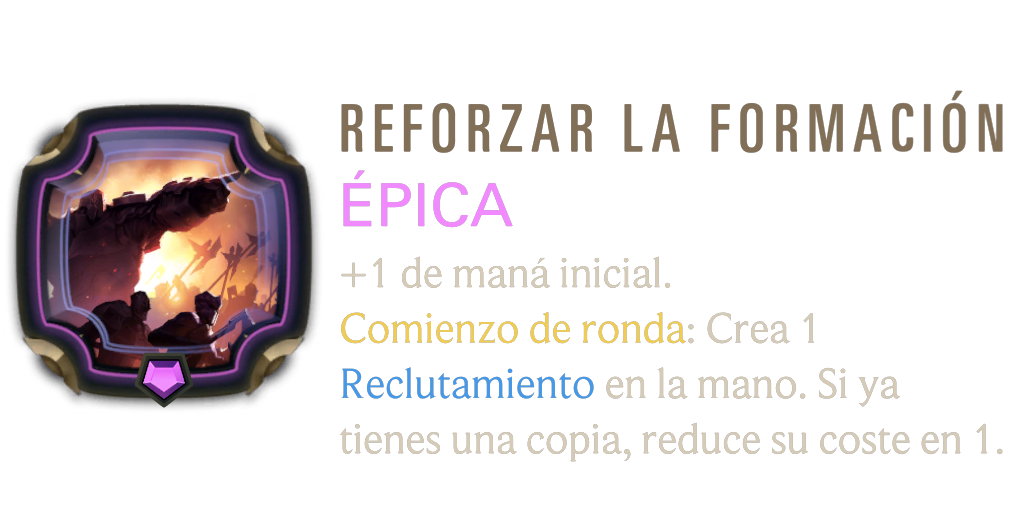 REFORZAR LA FORMACIÓN
ÉPICA
+1 de maná inicial.
Comienzo de ronda: Crea 1
Reclutamiento en la mano. Si ya
tienes una copia, reduce su coste en 1.